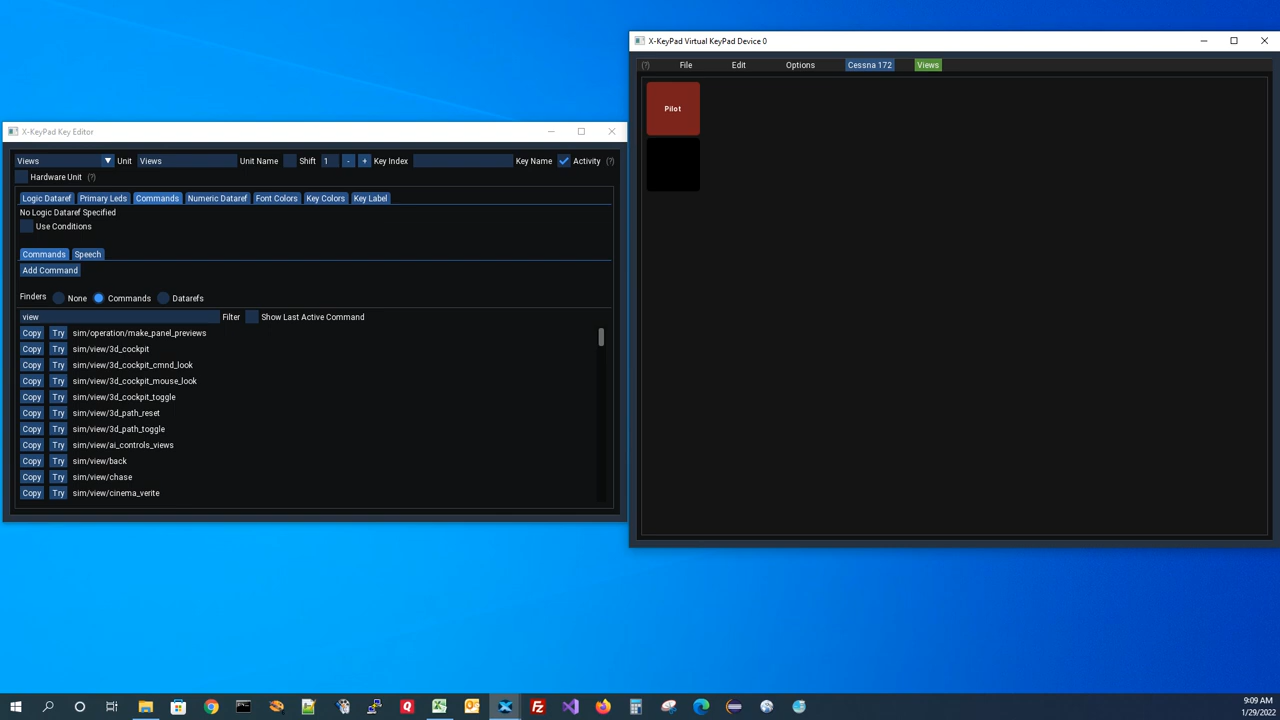 X-KeyPad Virtual KeyPad Device 0
(?) File Edit Options Cessna 172 Views
Pilot
X-KeyPad Key Editor
Views Unit Views Unit Name Shift 1 - + Key Index Key Name Activity (?)
Hardware Unit (?)
Logic Dataref Primary Leds Commands Numeric Dataref Font Colors Key Colors Key Label
No Logic Dataref Specified
Use Conditions
Commands Speech
Add Command
Finders None Commands Datarefs
view Filter Show Last Active Command
Copy Try sim/operation/make_panel_previews
Copy Try sim/view/3d_cockpit
Copy Try sim/view/3d_cockpit_cmnd_look
Copy Try sim/view/3d_cockpit_mouse_look
Copy Try sim/view/3d_cockpit_toggle
Copy Try sim/view/3d_path_reset
Copy Try sim/view/3d_path_toggle
Copy Try sim/view/ai_controls_views
Copy Try sim/view/back
Copy Try sim/view/chase
Copy Try sim/view/cinema_verite
9:09 AM
1/29/2022